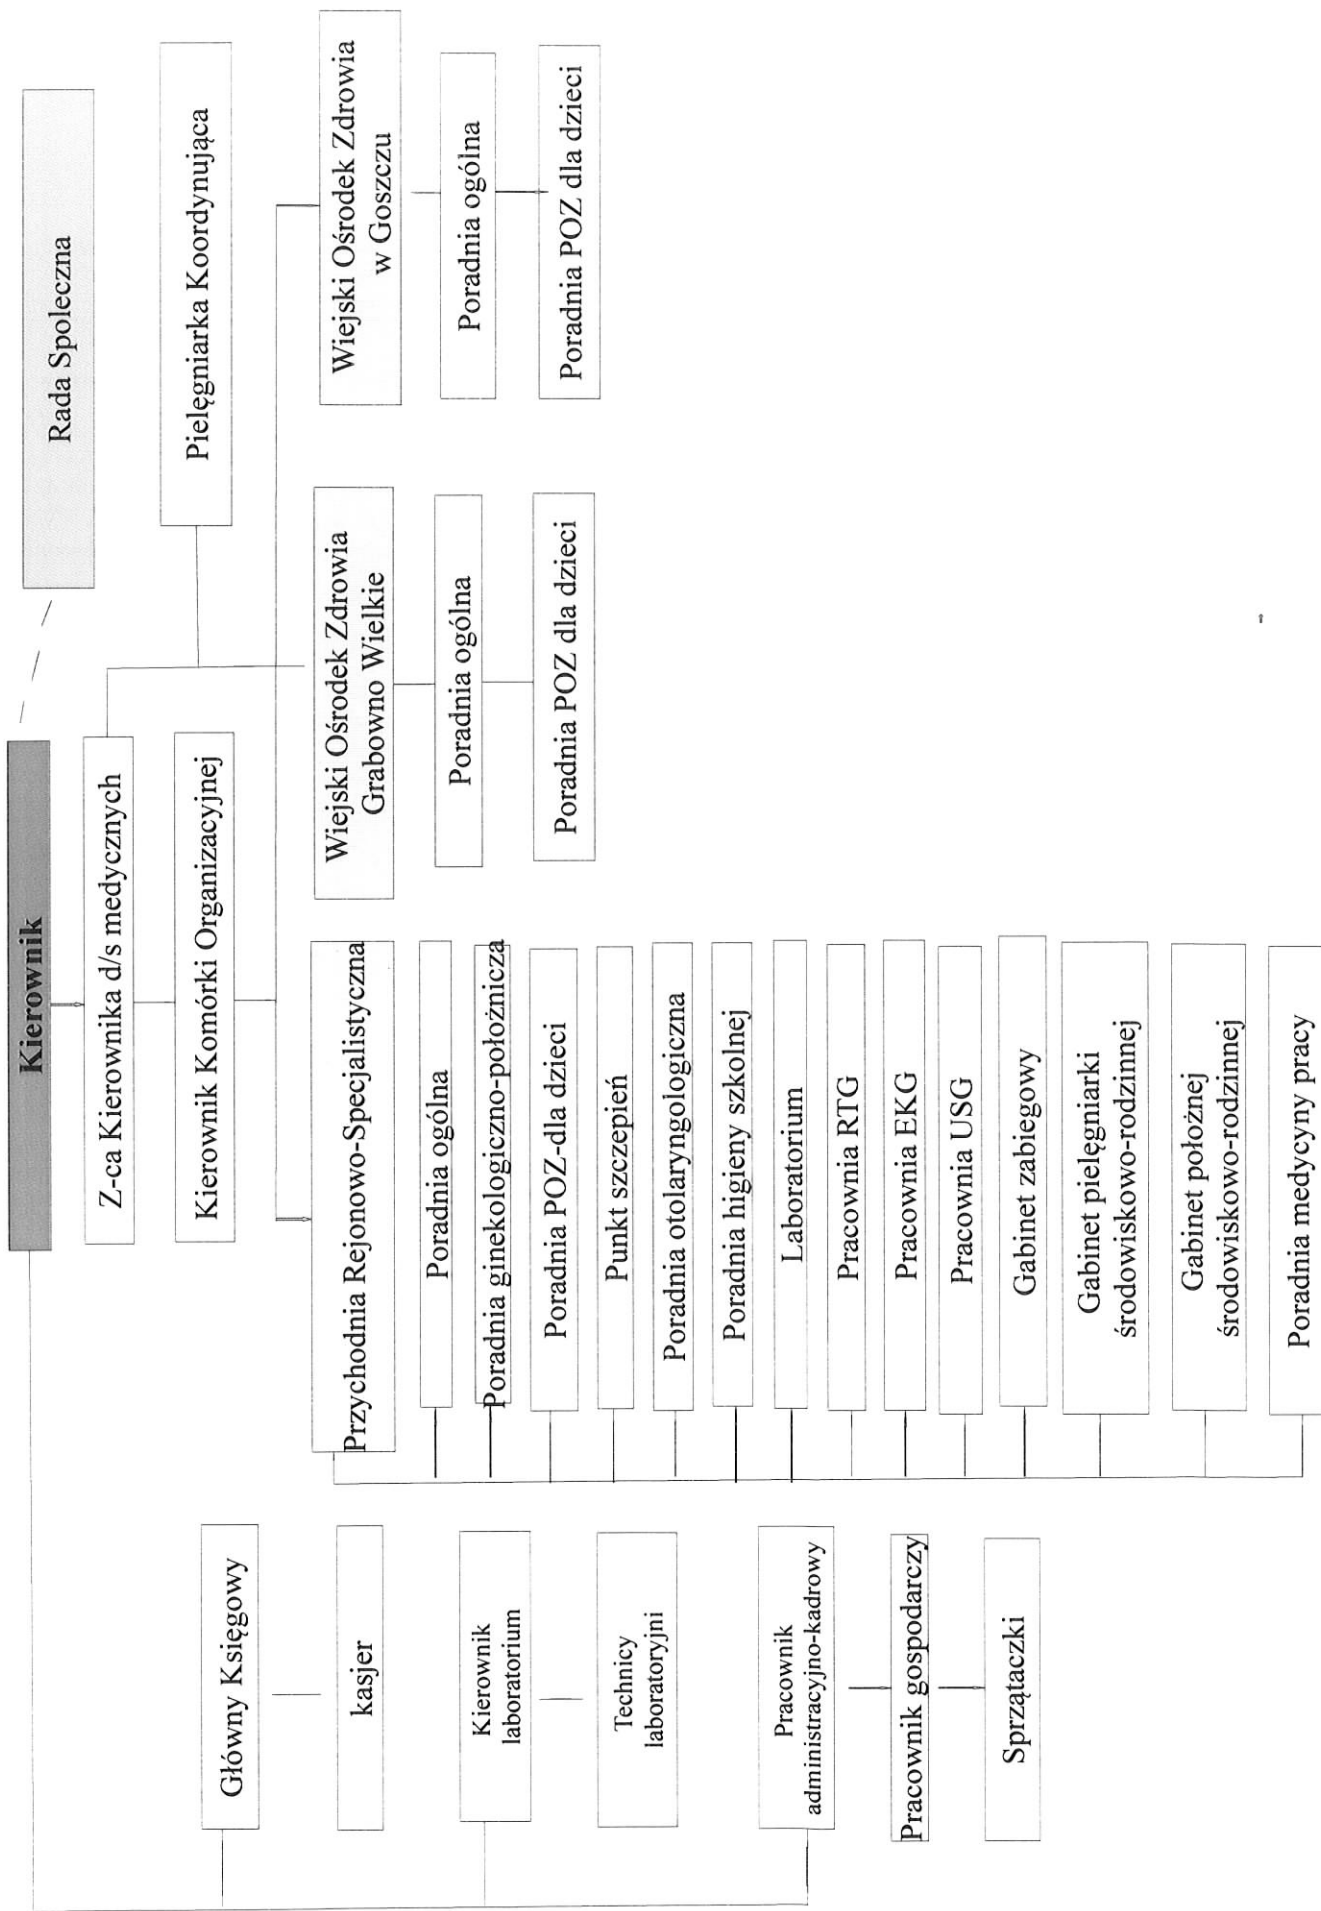 Kierownik
Rada Spoleczna
Z-ca Kierownika d/s medycznych
Pielęgniarka Koordynująca
Kierownik Komórki Organizacyjnej
Główny Księgowy
kasjer
Kierownik
laboratorium
Technicy
laboratoryjni
Pracownik
administracyjno-kadrowy
Pracownik gospodarczy
Sprzątaczki
Przychodnia Rejonowo-Specjalistyczna
Poradnia ogólna
Poradnia ginekologiczno-położnicza
Poradnia POZ-dla dzieci
Punkt szczepień
Poradnia otolaryngologiczna
Poradnia higieny szkolnej
Laboratorium
Pracownia RTG
Pracownia EKG
Pracownia USG
Gabinet zabiegowy
Gabinet pielęgniarki
środowiskowo-rodzinnej
Gabinet położnej
środowiskowo-rodzinnej
Poradnia medycyny pracy
Wiejski Ośrodek Zdrowia
Grabowno Wielkie
Poradnia ogólna
Poradnia POZ dla dzieci
Wiejski Ośrodek Zdrowia
w Goszczu
Poradnia ogólna
Poradnia POZ dla dzieci